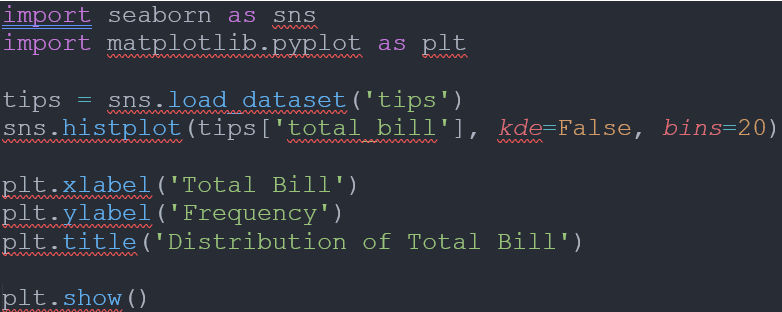 import seaborn as sns
import matplotlib.pyplot as plt
tips = sns.load_dataset('tips')
sns.histplot(tips['total_bill'], kde=False, bins=20)
plt.xlabel('Total Bill')
plt.ylabel('Frequency')
plt.title('Distribution of Total Bill')
plt.show()